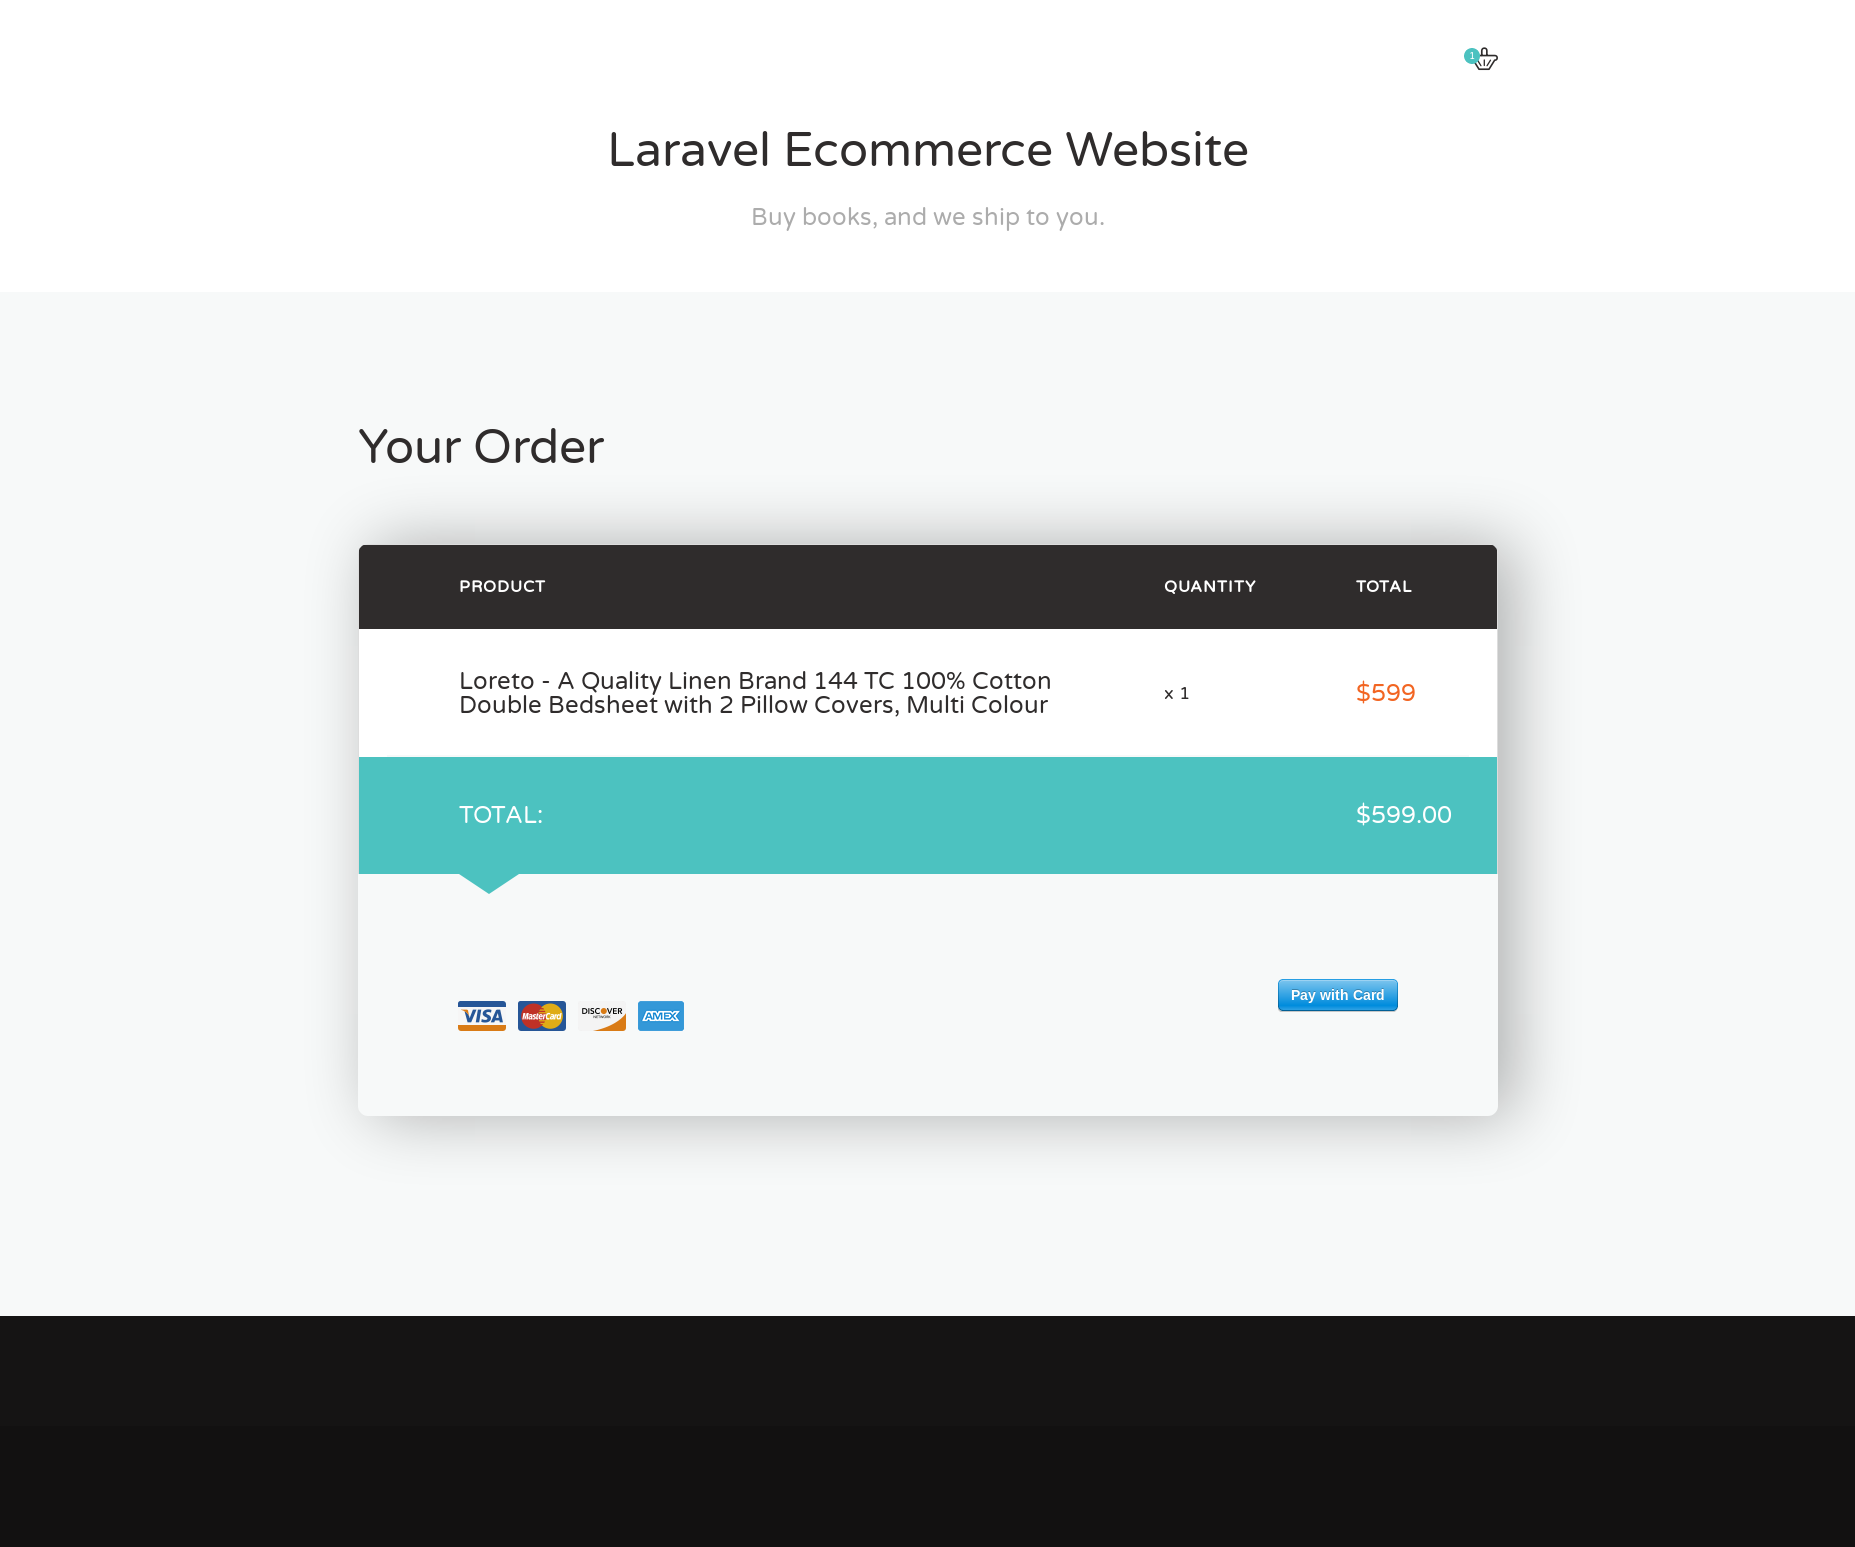 1
Laravel Ecommerce Website
Buy books, and we ship to you.
Your Order
PRODUCT QUANTITY TOTAL
Loreto - A Quality Linen Brand 144 TC 100% Cotton
Double Bedsheet with 2 Pillow Covers, Multi Colour
x 1
$599
TOTAL: $599.00
VISA MasterCard DISCOVER NETWORK AMEX
Pay with Card